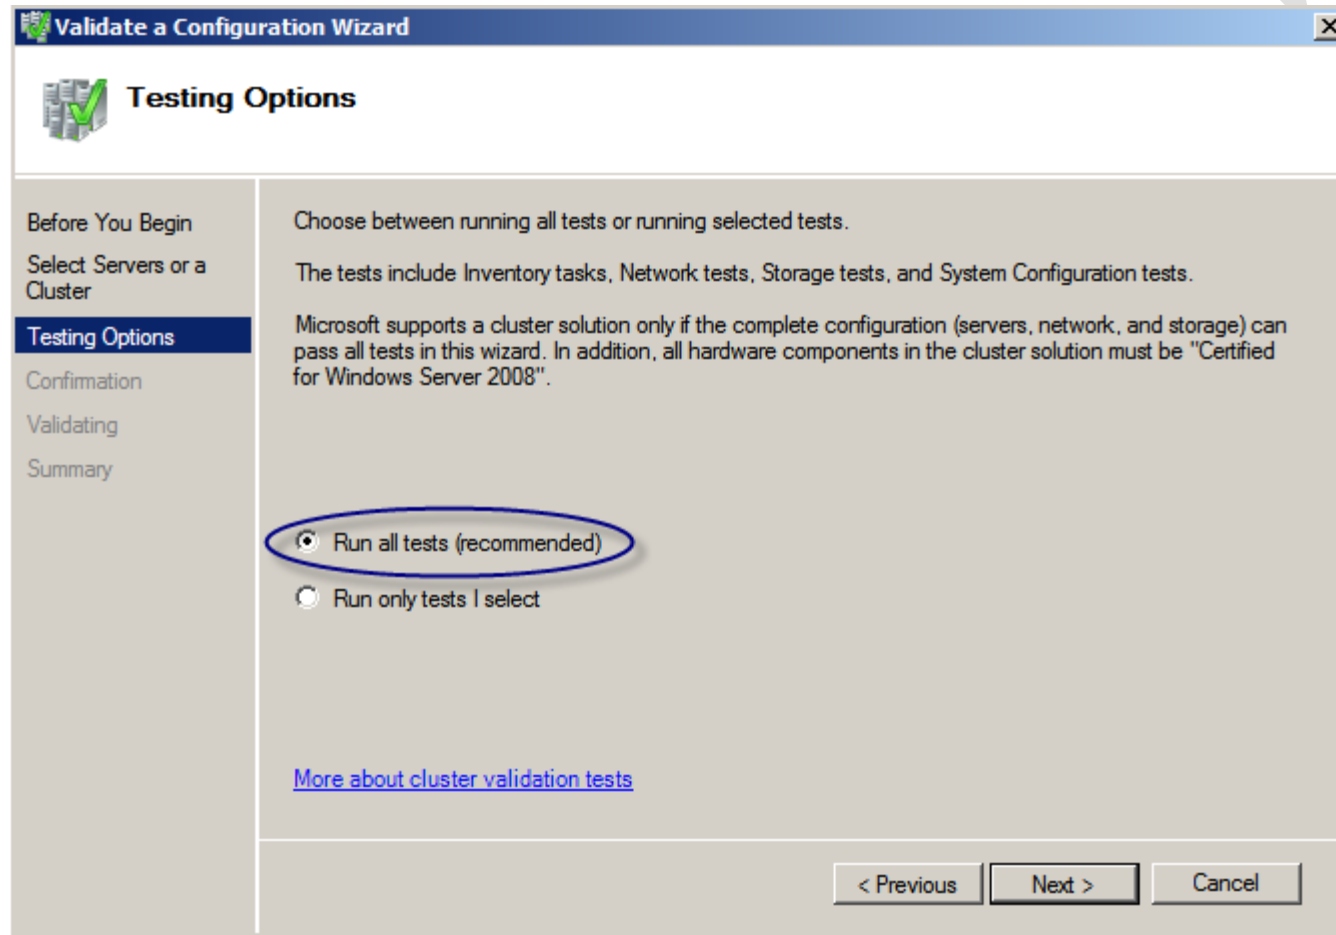 Validate a Configuration Wizard
Testing Options
Before You Begin
Select Servers or a
Cluster
Testing Options
Confirmation
Validating
Summary
Choose between running all tests or running selected tests.
The tests include Inventory tasks, Network tests, Storage tests, and System Configuration tests.
Microsoft supports a cluster solution only if the complete configuration (servers, network, and storage) can
pass all tests in this wizard. In addition, all hardware components in the cluster solution must be "Certified
for Windows Server 2008".
Run all tests (recommended)
Run only tests I select
More about cluster validation tests
< Previous
Next >
Cancel